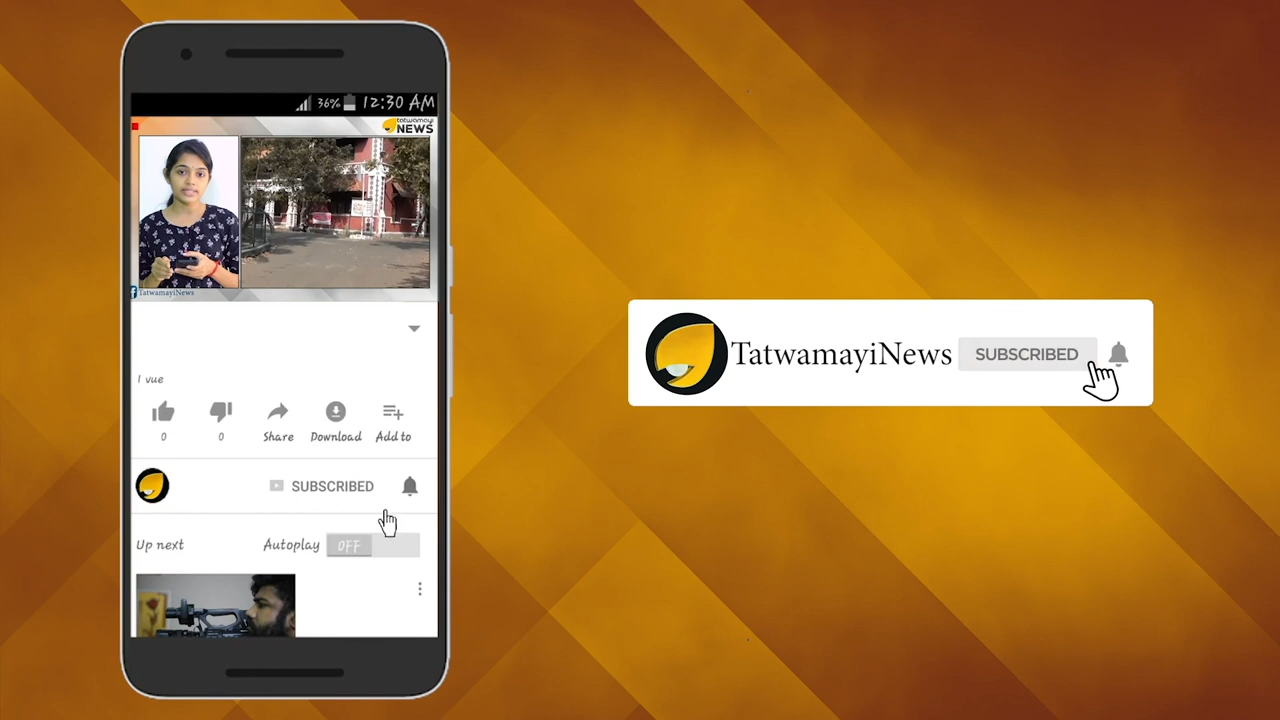 36% 12:30 AM
tatwamayi
NEWS
TatwamayiNews
1 vue
0 0 Share Download Add to
SUBSCRIBED
Up next Autoplay OFF
TatwamayiNews SUBSCRIBED